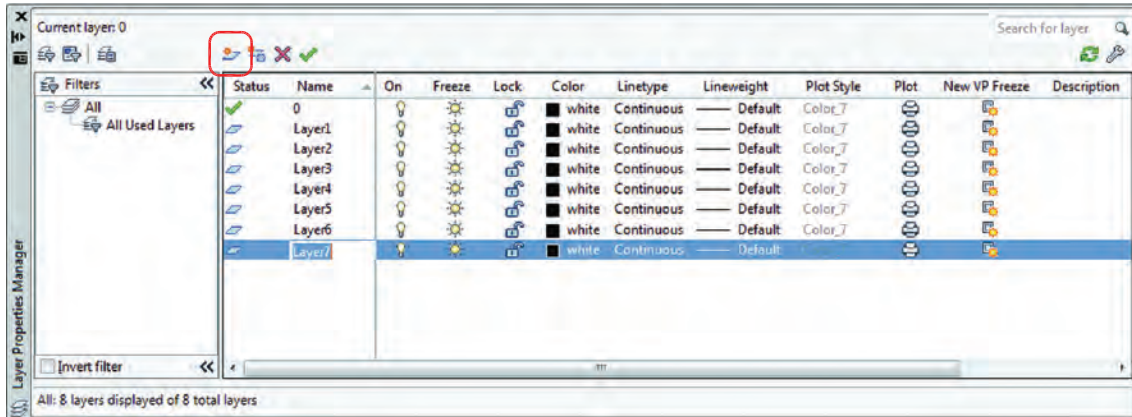 Current layer: 0
Search for layer
Filters
All
All Used Layers
Status Name On Freeze Lock Color Linetype Lineweight Plot Style Plot New VP Freeze Description
0 white Continuous Default Color_7
Layer1 white Continuous Default Color_7
Layer2 white Continuous Default Color_7
Layer3 white Continuous Default Color_7
Layer4 white Continuous Default Color_7
Layer5 white Continuous Default Color_7
Layer6 white Continuous Default Color_7
Layer7 white Continuous Default
Invert filter
Layer Properties Manager
All: 8 layers displayed of 8 total layers